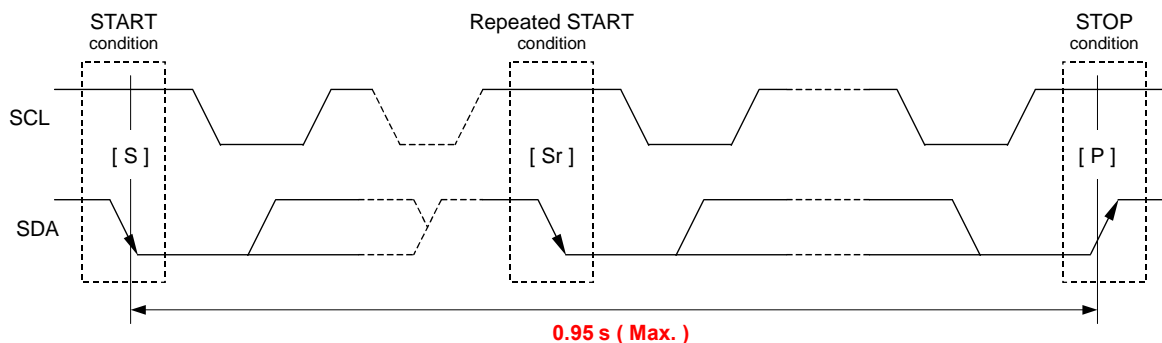 START
condition
Repeated START
condition
STOP
condition
SCL
[ S ]
[ Sr ]
[ P ]
SDA
0.95 s ( Max. )